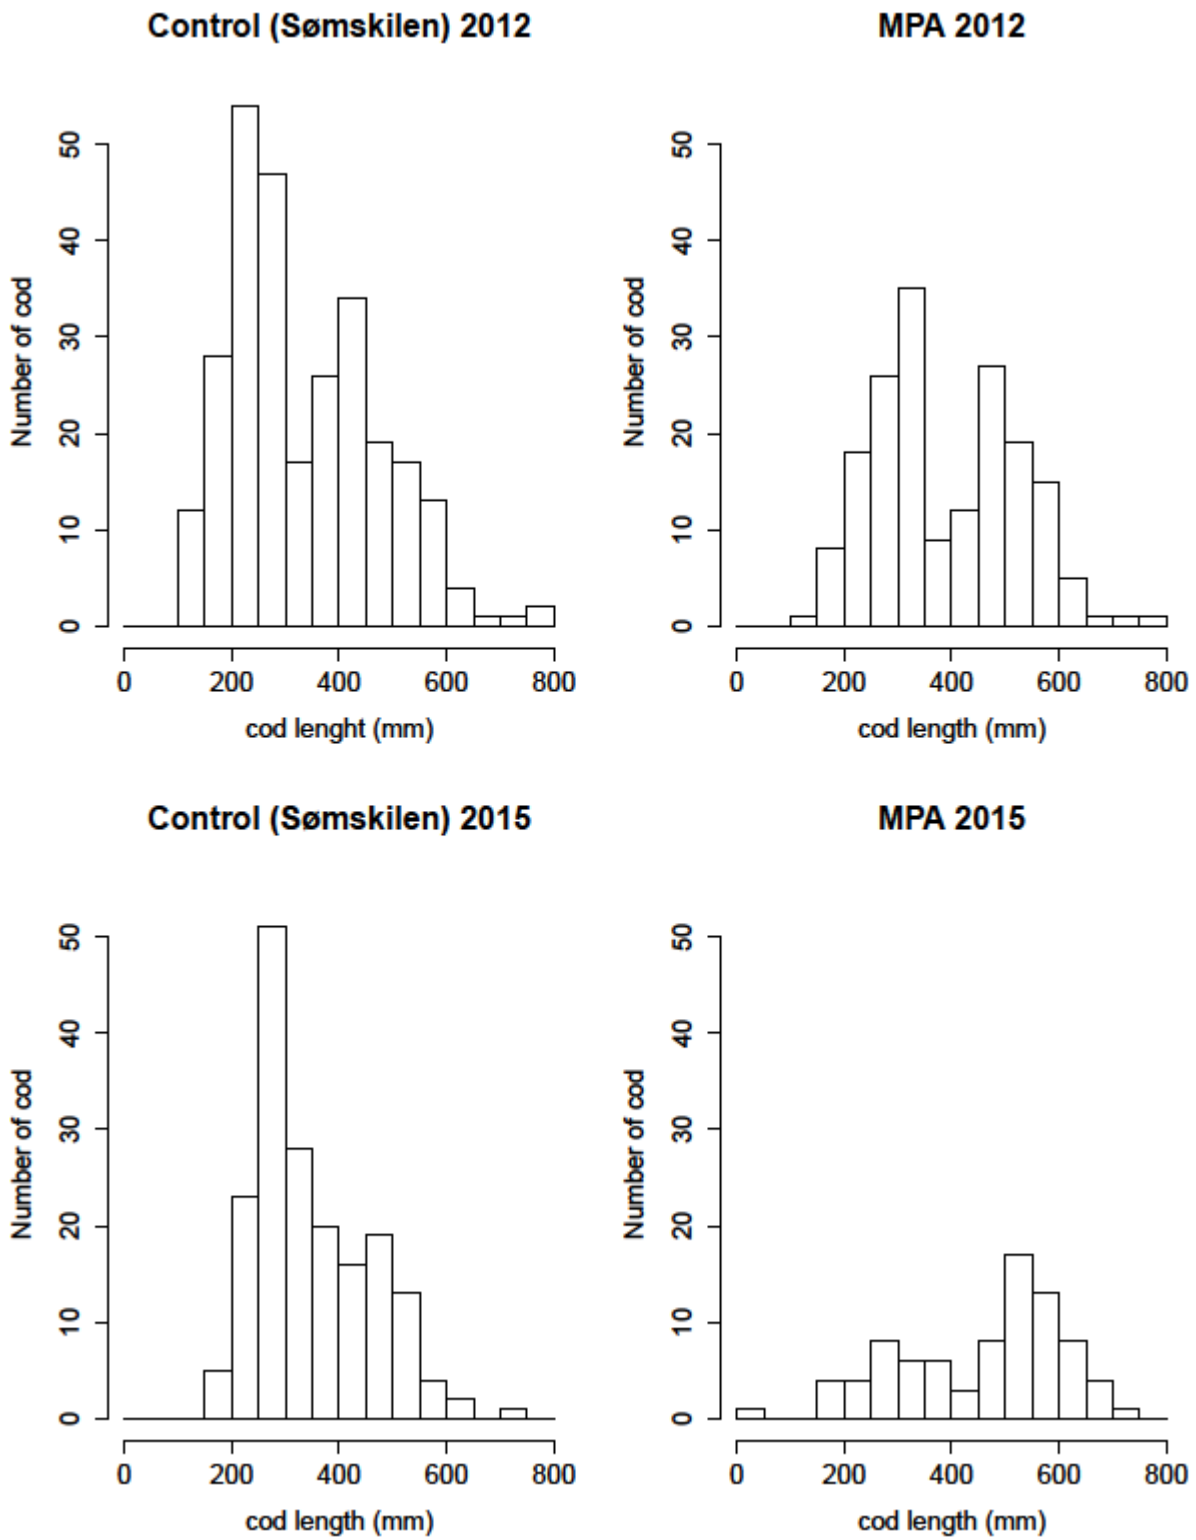 Control (Sømskilen) 2012
Number of cod
50
40
30
20
10
0
0 200 400 600 800
cod lenght (mm)
MPA 2012
Number of cod
50
40
30
20
10
0
0 200 400 600 800
cod length (mm)
Control (Sømskilen) 2015
Number of cod
50
40
30
20
10
0
0 200 400 600 800
cod length (mm)
MPA 2015
Number of cod
50
40
30
20
10
0
0 200 400 600 800
cod length (mm)